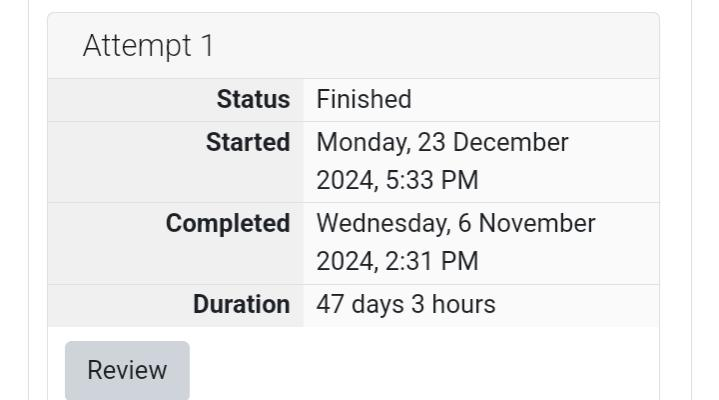 Attempt 1
Status Finished
Started Monday, 23 December
2024, 5:33 PM
Completed Wednesday, 6 November
2024, 2:31 PM
Duration 47 days 3 hours
Review